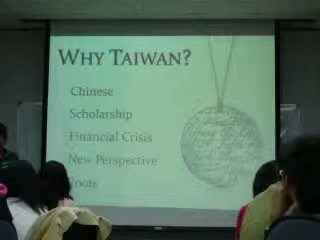 WHY TAIWAN?
Chinese
Scholarship
Financial Crisis
New Perspective
Roots